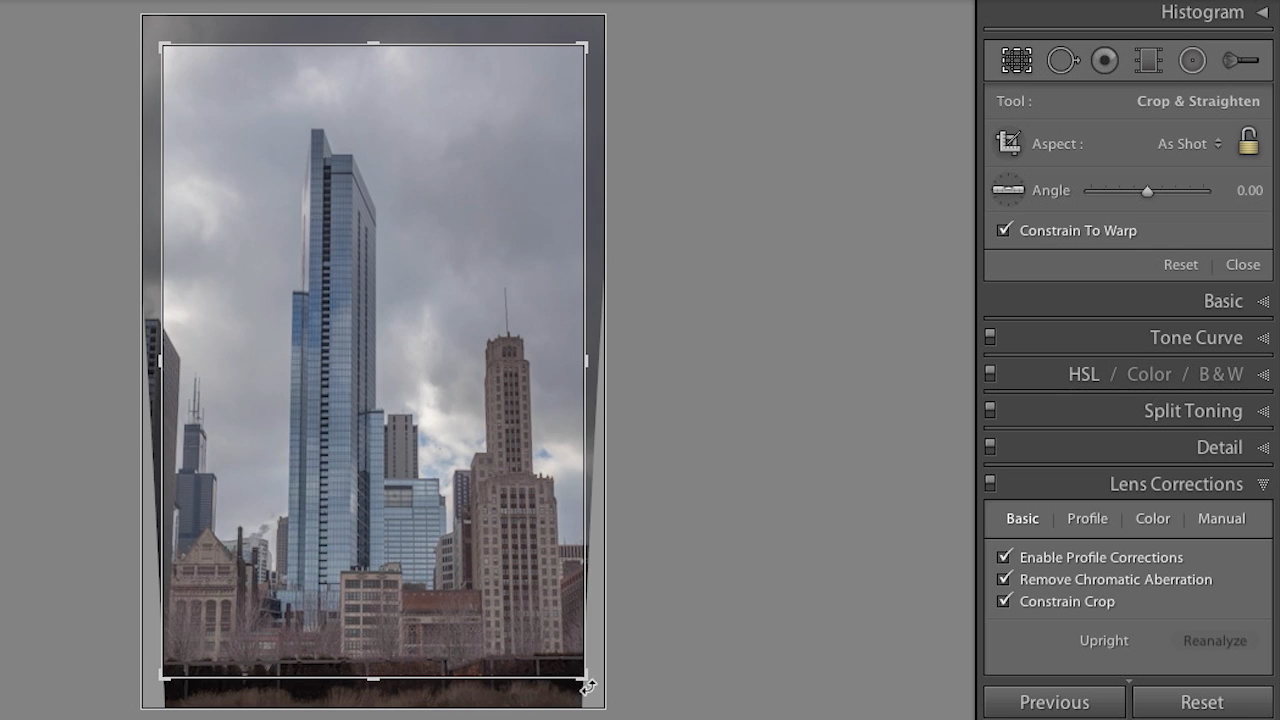 Histogram
Tool : Crop & Straighten
Aspect : As Shot
Angle 0.00
Constrain To Warp
Reset Close
Basic
Tone Curve
HSL / Color / B & W
Split Toning
Detail
Lens Corrections
Basic Profile Color Manual
Enable Profile Corrections
Remove Chromatic Aberration
Constrain Crop
Upright Reanalyze
Previous Reset